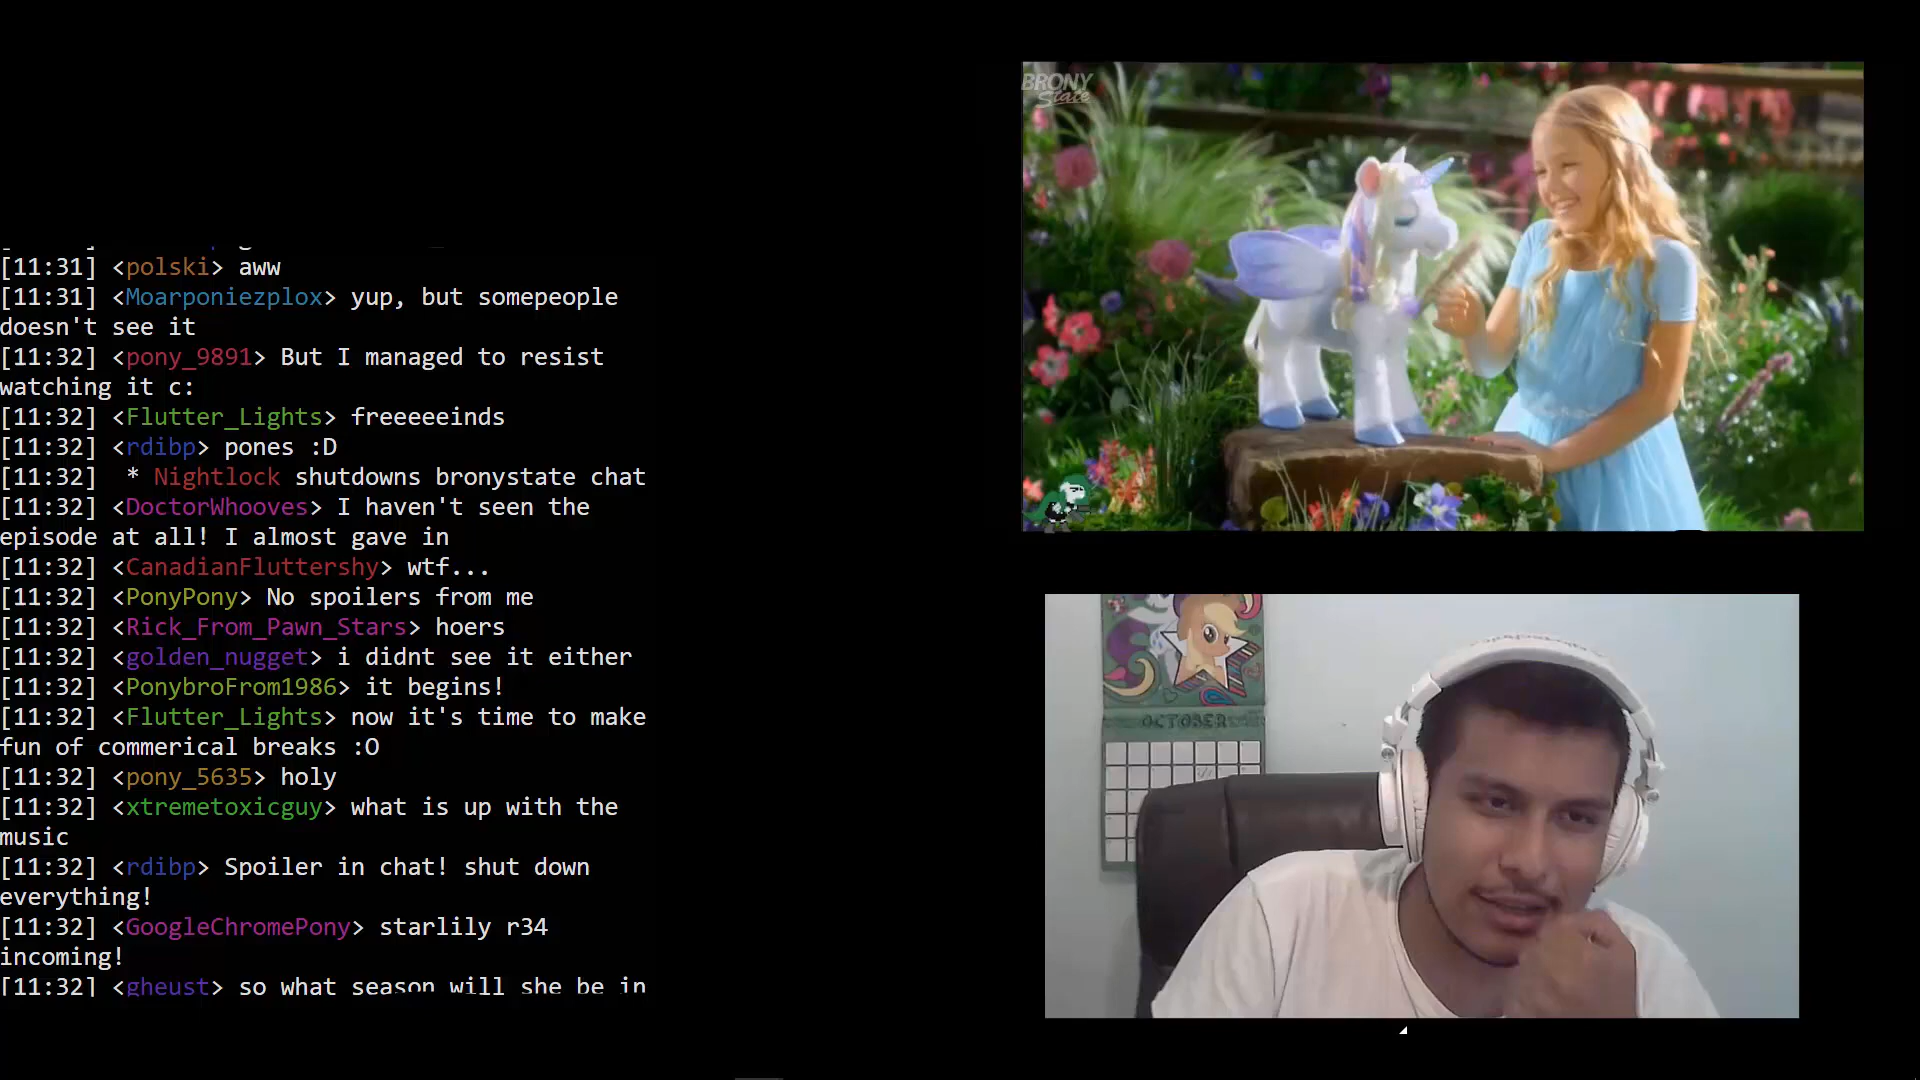 [11:31] <polski> aww
[11:31] <Moarponiezplox> yup, but somepeople
doesn't see it
[11:32] <pony_9891> But I managed to resist
watching it c:
[11:32] <Flutter_Lights> freeeeeinds
[11:32] <rdibp> pones :D
[11:32] * Nightlock shutdowns bronystate chat
[11:32] <DoctorWhooves> I haven't seen the
episode at all! I almost gave in
[11:32] <CanadianFluttershy> wtf...
[11:32] <PonyPony> No spoilers from me
[11:32] <Rick_From_Pawn_Stars> hoers
[11:32] <golden_nugget> i didnt see it either
[11:32] <PonybroFrom1986> it begins!
[11:32] <Flutter_Lights> now it's time to make
fun of commerical breaks :O
[11:32] <pony_5635> holy
[11:32] <xtremetoxicguy> what is up with the
music
[11:32] <rdibp> Spoiler in chat! shut down
everything!
[11:32] <GoogleChromePony> starlily r34
incoming!
[11:32] <gheust> so what season will she be in
BRONY
State
OCTOBER